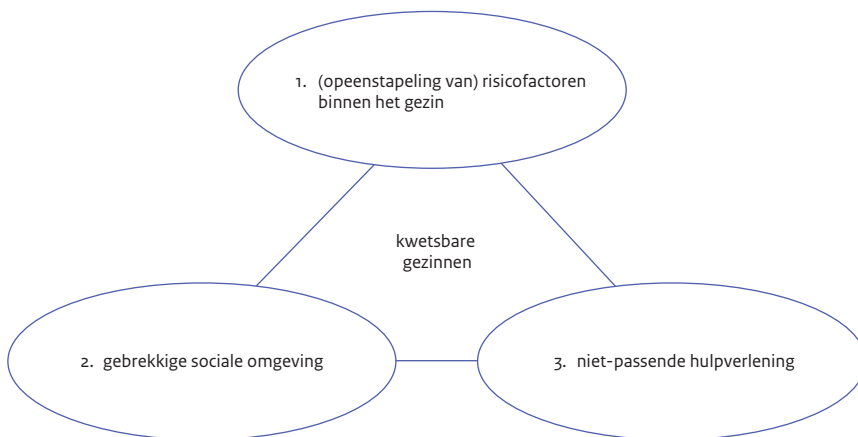 1. (opeenstapeling van) risicofactoren
binnen het gezin
kwetsbare
gezinnen
2. gebrekkige sociale omgeving
3. niet-passende hulpverlening